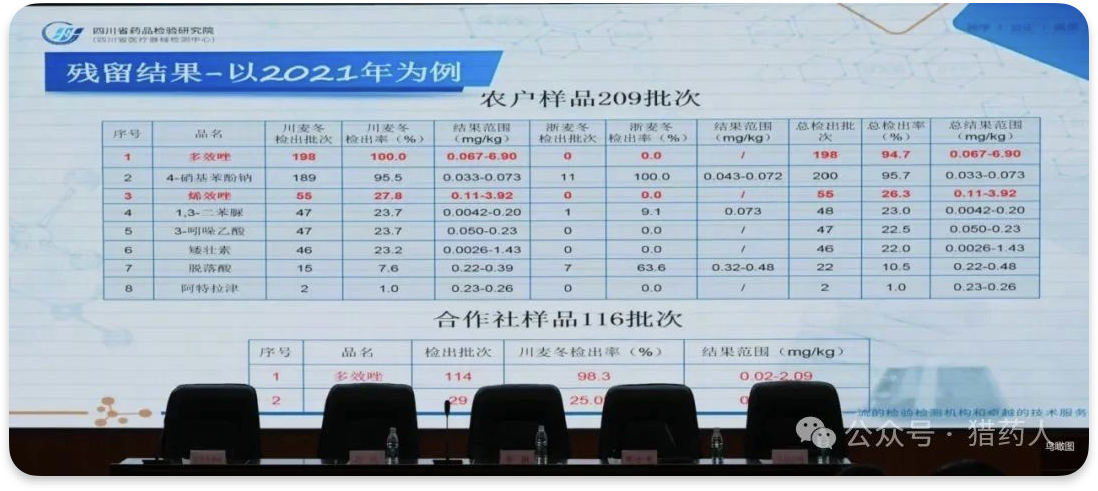 四川省药品检验研究院
(四川省医疗器械检测中心)
残留结果-以2021年为例
农户样品209批次
序号 品名 川麦冬检出批次 川麦冬检出率（%） 结果范围（mg/kg） 浙麦冬检出批次 浙麦冬检出率（%） 结果范围（mg/kg） 总检出批次 总检出率（%） 总结果范围（mg/kg）
1 多效唑 198 100.0 0.067-6.90 0 0.0 / 198 94.7 0.067-6.90
2 4-硝基苯酚钠 189 95.5 0.033-0.073 11 100.0 0.043-0.072 200 95.7 0.033-0.073
3 烯效唑 55 27.8 0.11-3.92 0 0.0 / 55 26.3 0.11-3.92
4 1,3-二苯脲 47 23.7 0.0042-0.20 1 9.1 0.073 48 23.0 0.0042-0.20
5 3-吲哚乙酸 47 23.7 0.050-0.23 0 0.0 / 47 22.5 0.050-0.23
6 矮壮素 46 23.2 0.0026-1.43 0 0.0 / 46 22.0 0.0026-1.43
7 脱落酸 15 7.6 0.22-0.39 7 63.6 0.32-0.48 22 10.5 0.22-0.48
8 阿特拉津 2 1.0 0.23-0.26 0 0.0 / 2 1.0 0.23-0.26
合作社样品116批次
序号 品名 检出批次 川麦冬检出率（%） 结果范围（mg/kg）
1 多效唑 114 98.3 0.02-2.09
2 29 25.0
一流的检验检测机构和卓越的技术服务
公众号·猎药人
鸟瞰图